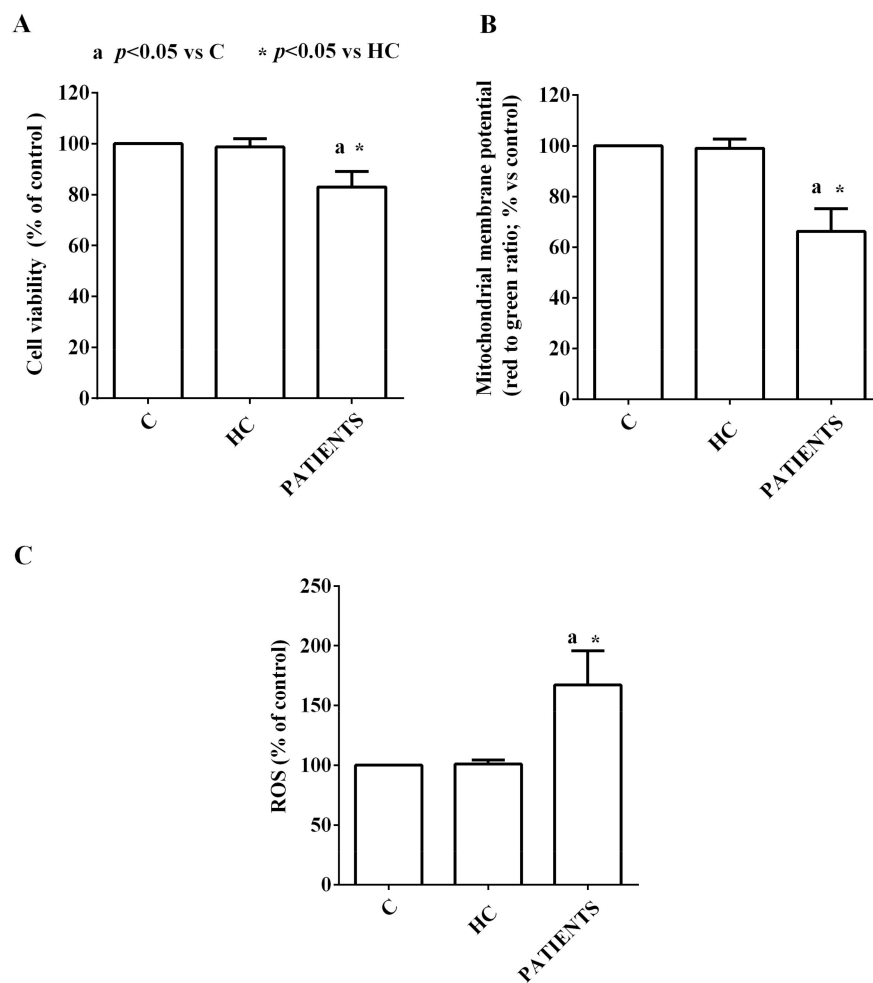 A
B
a p<0.05 vs C * p<0.05 vs HC
Cell viability (% of control )
120
100
80
60
40
20
0
a *
C
HC
PATIENTS
Mitochondrial membrane potential
(red to green ratio; % vs control)
120
100
80
60
40
20
0
a *
C
HC
PATIENTS
C
ROS (% of control)
250
200
150
100
50
0
a *
C
HC
PATIENTS